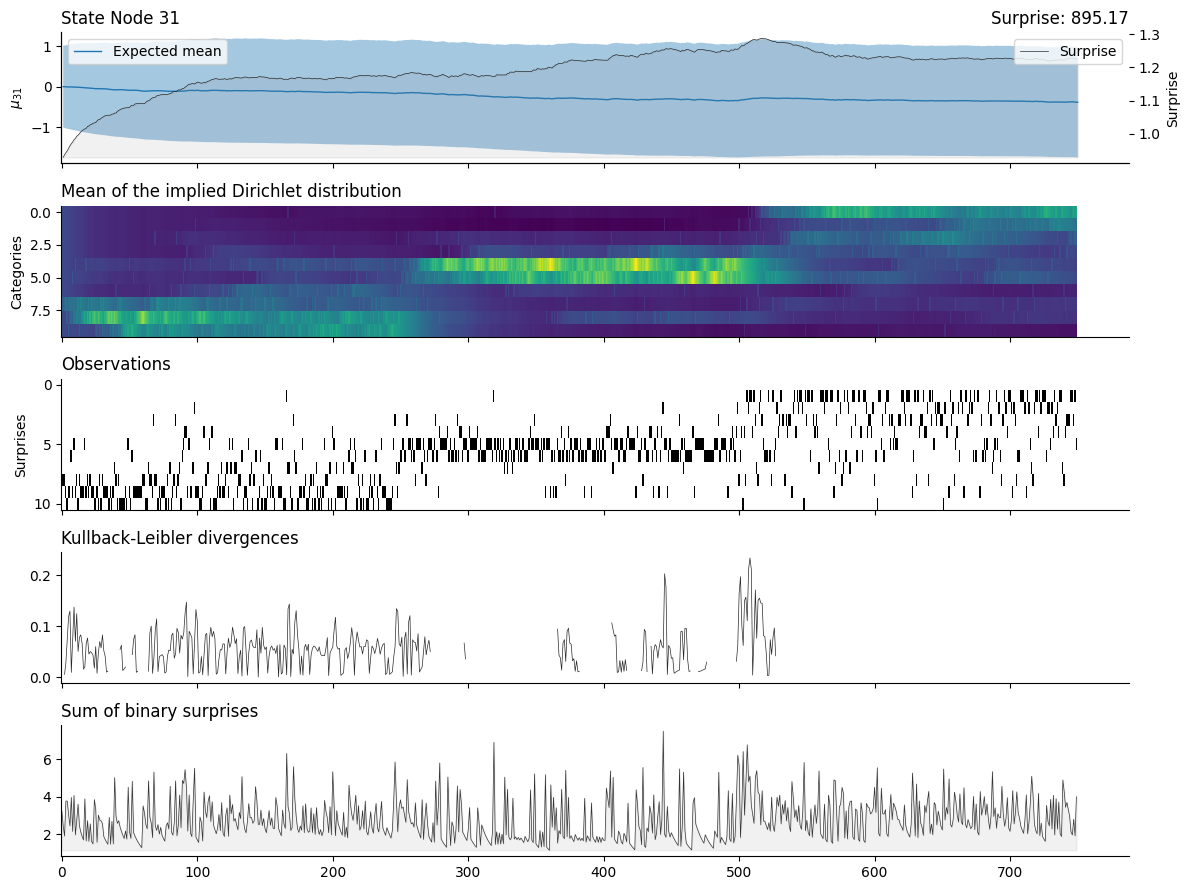 State Node 31
Surprise: 895.17
Expected mean
Surprise
μ31
1
0
−1
1.3
1.2
1.1
1.0
Surprise
Mean of the implied Dirichlet distribution
Categories
0.0
2.5
5.0
7.5
Observations
Surprises
0
5
10
Kullback-Leibler divergences
0.2
0.1
0.0
Sum of binary surprises
6
4
2
0 100 200 300 400 500 600 700